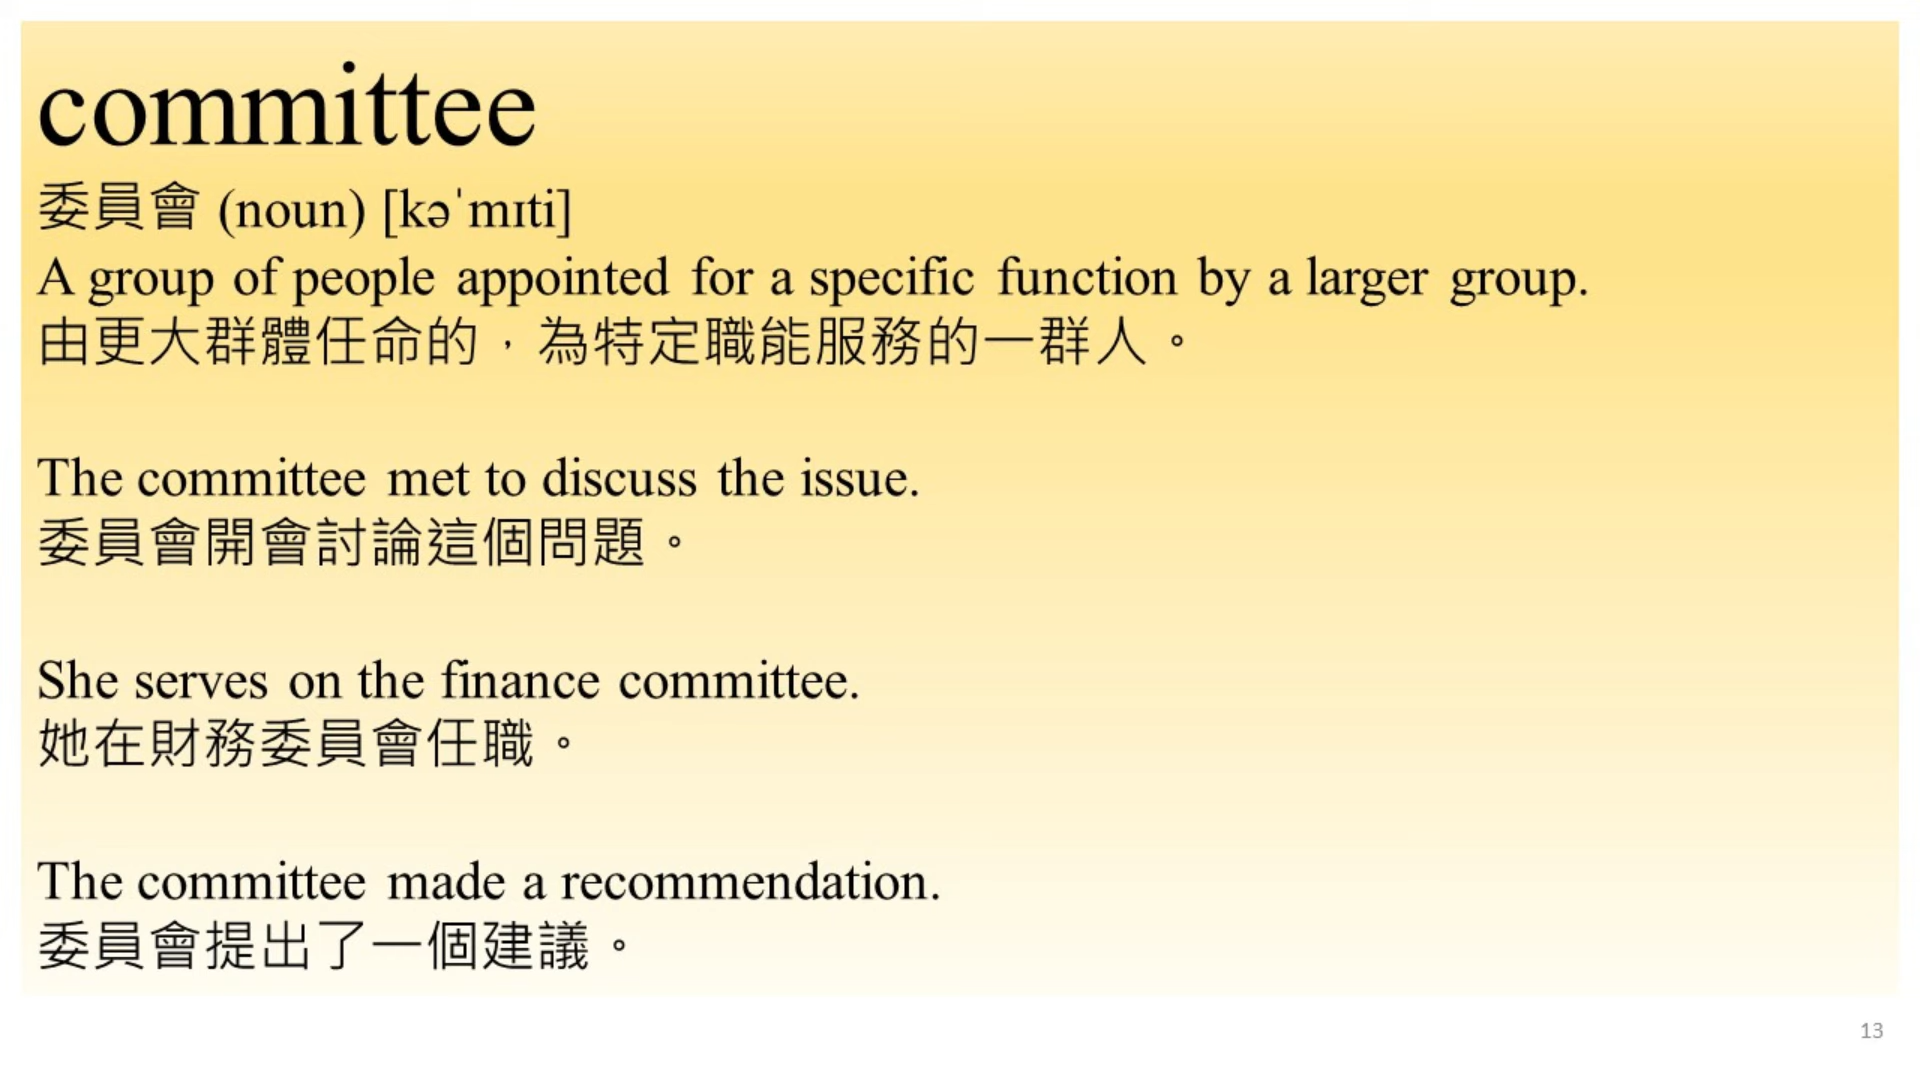 committee
委員會 (noun) [kəˈmɪti]
A group of people appointed for a specific function by a larger group.
由更大群體任命的，為特定職能服務的一群人。
The committee met to discuss the issue.
委員會開會討論這個問題。
She serves on the finance committee.
她在財務委員會任職。
The committee made a recommendation.
委員會提出了一個建議。
13